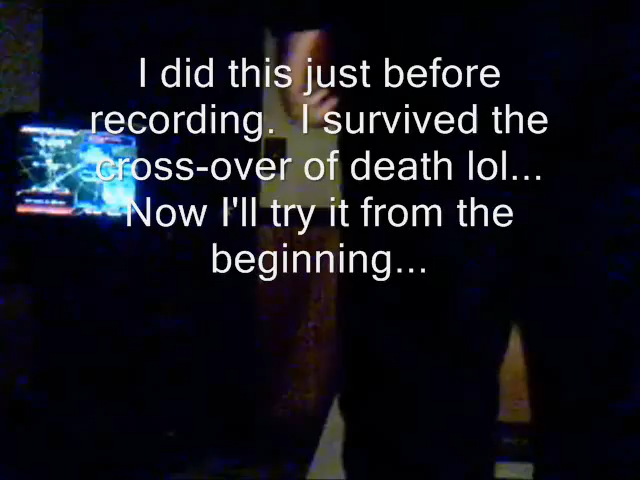 I did this just before
recording.  I survived the
cross-over of death lol...
Now I'll try it from the
beginning...